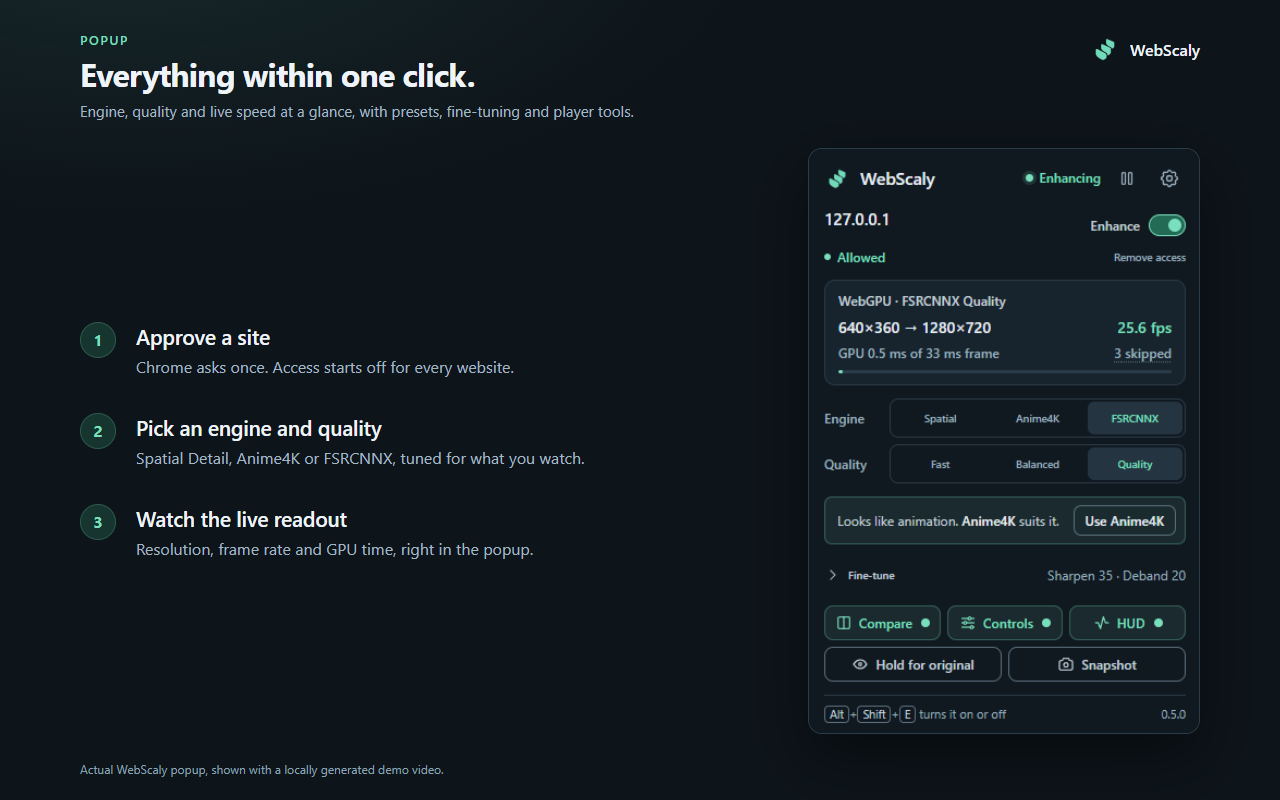 POPUP
Everything within one click.
Engine, quality and live speed at a glance, with presets, fine-tuning and player tools.
WebScaly
1
Approve a site
Chrome asks once. Access starts off for every website.
2
Pick an engine and quality
Spatial Detail, Anime4K or FSRCNNX, tuned for what you watch.
3
Watch the live readout
Resolution, frame rate and GPU time, right in the popup.
WebScaly Enhancing
127.0.0.1 Enhance
Allowed Remove access
WebGPU · FSRCNNX Quality
640×360 → 1280×720 25.6 fps
GPU 0.5 ms of 33 ms frame 3 skipped
Engine Spatial Anime4K FSRCNNX
Quality Fast Balanced Quality
Looks like animation. Anime4K suits it. Use Anime4K
Fine-tune Sharpen 35 · Deband 20
Compare Controls HUD
Hold for original Snapshot
Alt+Shift+E turns it on or off 0.5.0
Actual WebScaly popup, shown with a locally generated demo video.